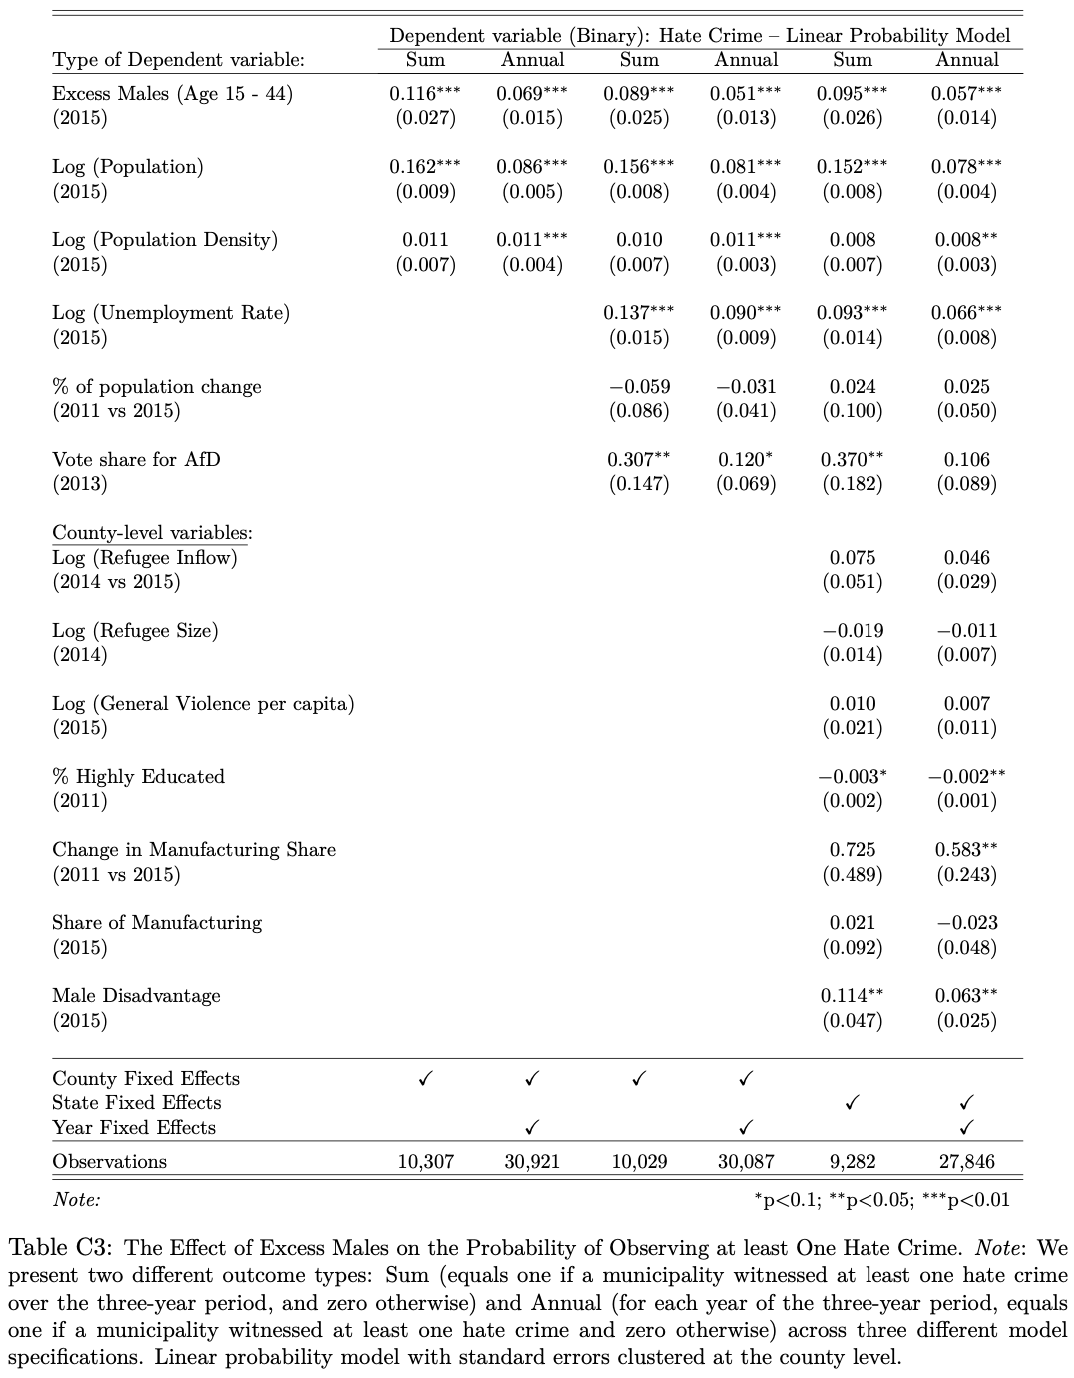 Dependent variable (Binary): Hate Crime – Linear Probability Model
Type of Dependent variable: Sum Annual Sum Annual Sum Annual
Excess Males (Age 15 - 44) 0.116*** 0.069*** 0.089*** 0.051*** 0.095*** 0.057***
(2015) (0.027) (0.015) (0.025) (0.013) (0.026) (0.014)
Log (Population) 0.162*** 0.086*** 0.156*** 0.081*** 0.152*** 0.078***
(2015) (0.009) (0.005) (0.008) (0.004) (0.008) (0.004)
Log (Population Density) 0.011 0.011*** 0.010 0.011*** 0.008 0.008**
(2015) (0.007) (0.004) (0.007) (0.003) (0.007) (0.003)
Log (Unemployment Rate) 0.137*** 0.090*** 0.093*** 0.066***
(2015) (0.015) (0.009) (0.014) (0.008)
% of population change −0.059 −0.031 0.024 0.025
(2011 vs 2015) (0.086) (0.041) (0.100) (0.050)
Vote share for AfD 0.307** 0.120* 0.370** 0.106
(2013) (0.147) (0.069) (0.182) (0.089)
County-level variables:
Log (Refugee Inflow) 0.075 0.046
(2014 vs 2015) (0.051) (0.029)
Log (Refugee Size) −0.019 −0.011
(2014) (0.014) (0.007)
Log (General Violence per capita) 0.010 0.007
(2015) (0.021) (0.011)
% Highly Educated −0.003* −0.002**
(2011) (0.002) (0.001)
Change in Manufacturing Share 0.725 0.583**
(2011 vs 2015) (0.489) (0.243)
Share of Manufacturing 0.021 −0.023
(2015) (0.092) (0.048)
Male Disadvantage 0.114** 0.063**
(2015) (0.047) (0.025)
County Fixed Effects ✓ ✓ ✓ ✓
State Fixed Effects ✓ ✓
Year Fixed Effects ✓ ✓ ✓
Observations 10,307 30,921 10,029 30,087 9,282 27,846
Note: *p<0.1; **p<0.05; ***p<0.01
Table C3: The Effect of Excess Males on the Probability of Observing at least One Hate Crime. Note: We
present two different outcome types: Sum (equals one if a municipality witnessed at least one hate crime
over the three-year period, and zero otherwise) and Annual (for each year of the three-year period, equals
one if a municipality witnessed at least one hate crime and zero otherwise) across three different model
specifications. Linear probability model with standard errors clustered at the county level.